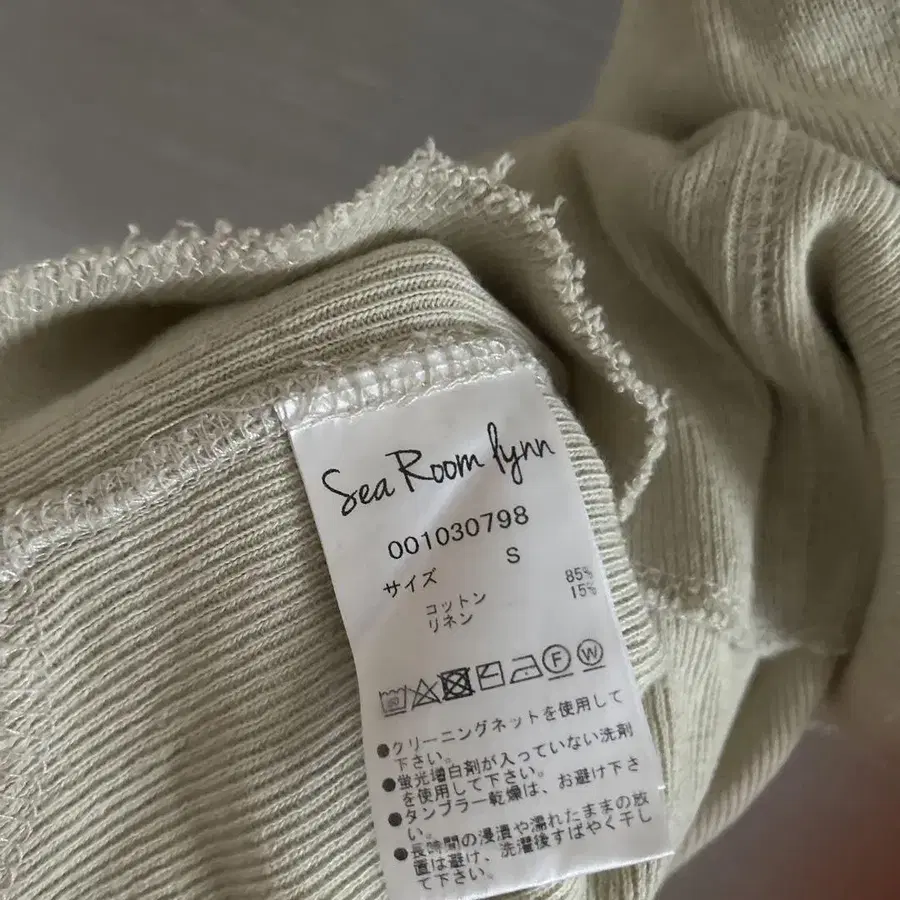 Sea Room lynn
001030798
サイズ S
コットン 85%
リネン 15%
F W
●クリーニングネットを使用して
下さい。
●蛍光増白剤が入っていない洗剤
を使用して下さい。
●タンブラー乾燥は、お避け下さ
い。
●長時間の浸漬や濡れたままの放
置は避け、洗濯後すばやく干し
て下さい。